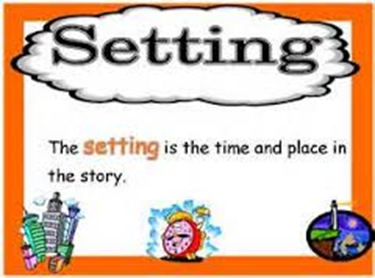 Setting
The setting is the time and place in
the story.